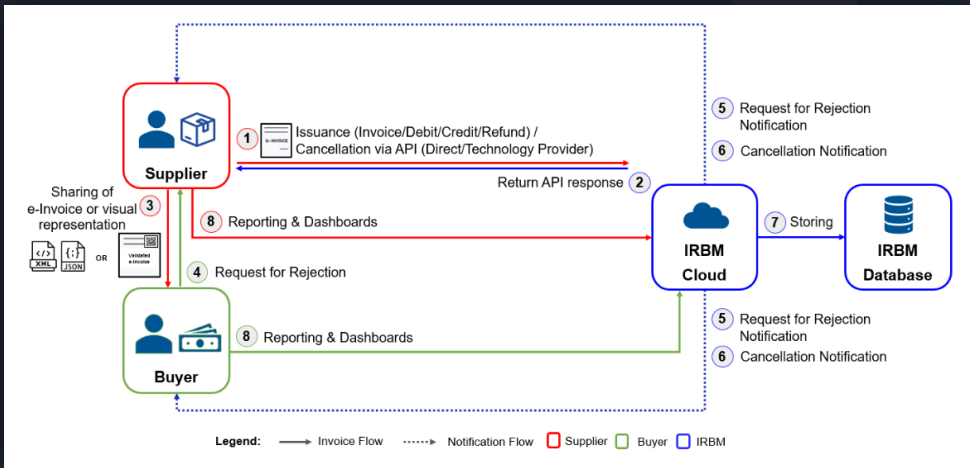 5
Request for Rejection
Notification
6
Cancellation Notification
1
e-INVOICE
Issuance (Invoice/Debit/Credit/Refund) /
Cancellation via API (Direct/Technology Provider)
Supplier
Return API response
2
Sharing of
e-Invoice or visual
representation
3
8
Reporting & Dashboards
7
Storing
IRBM
Cloud
IRBM
Database
</>
XML
{;}
JSON
OR
Validated
e-Invoice
4
Request for Rejection
8
Reporting & Dashboards
Buyer
5
Request for Rejection
Notification
6
Cancellation Notification
Legend:
Invoice Flow
Notification Flow
Supplier
Buyer
IRBM